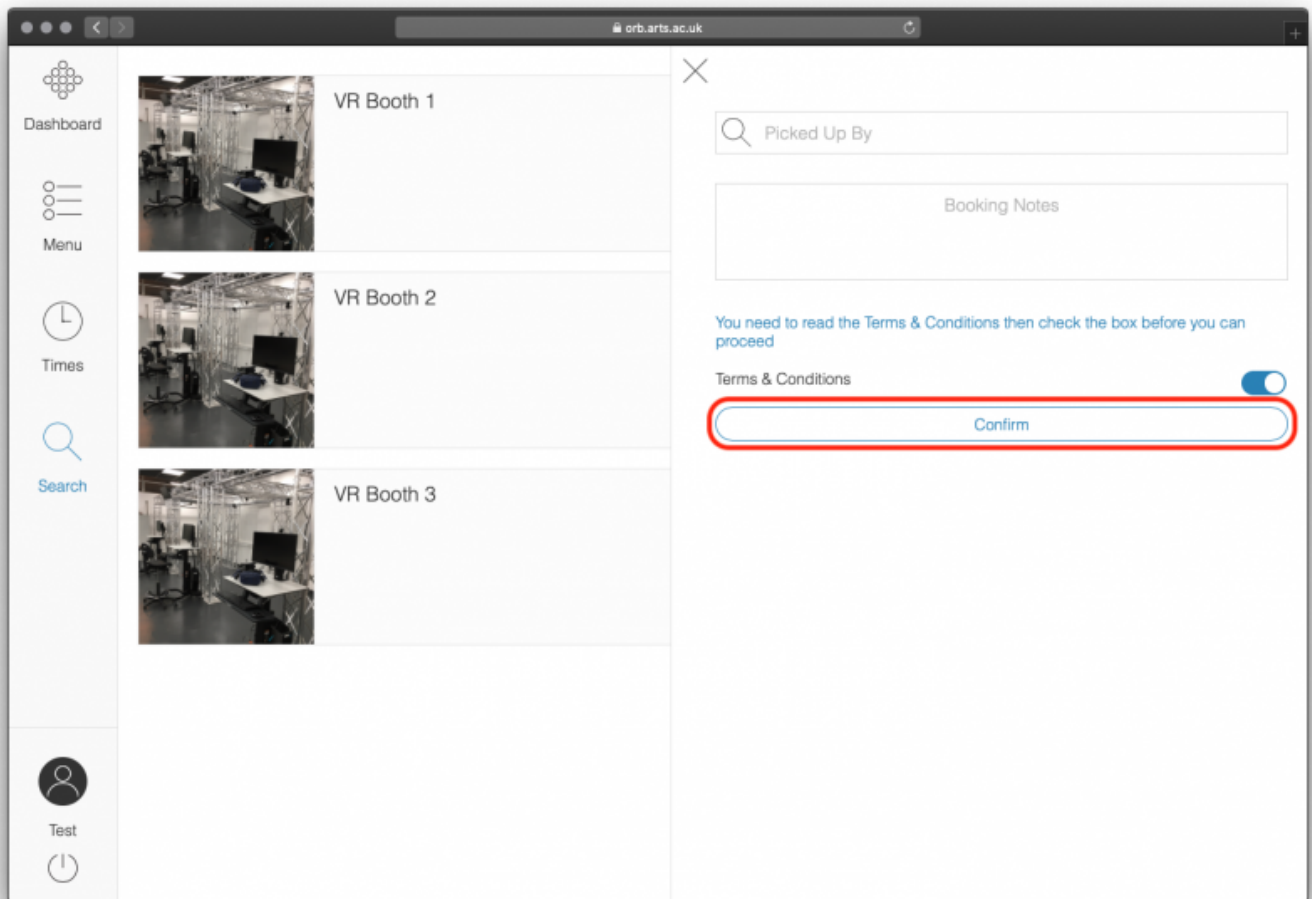 orb.arts.ac.uk
Dashboard
Menu
Times
Search
Test
VR Booth 1
VR Booth 2
VR Booth 3
Picked Up By
Booking Notes
You need to read the Terms & Conditions then check the box before you can
proceed
Terms & Conditions
Confirm